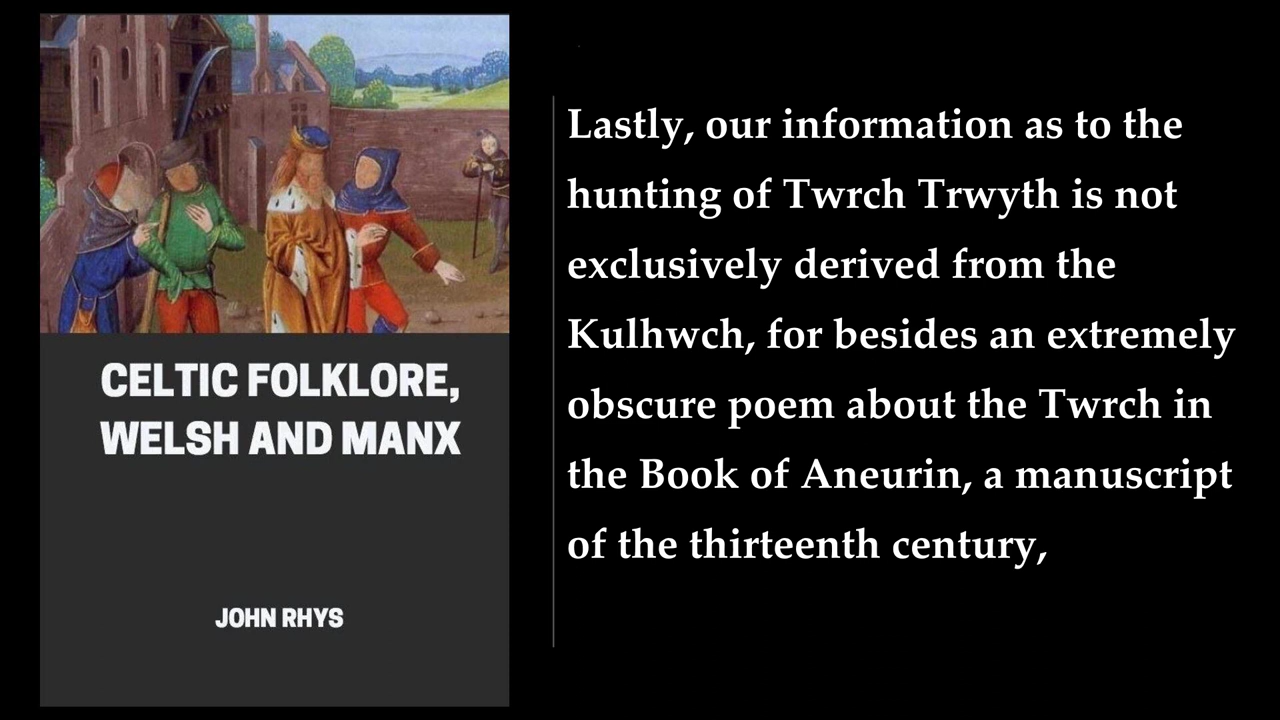 CELTIC FOLKLORE,
WELSH AND MANX
JOHN RHYS
Lastly, our information as to the
hunting of Twrch Trwyth is not
exclusively derived from the
Kulhwch, for besides an extremely
obscure poem about the Twrch in
the Book of Aneurin, a manuscript
of the thirteenth century,